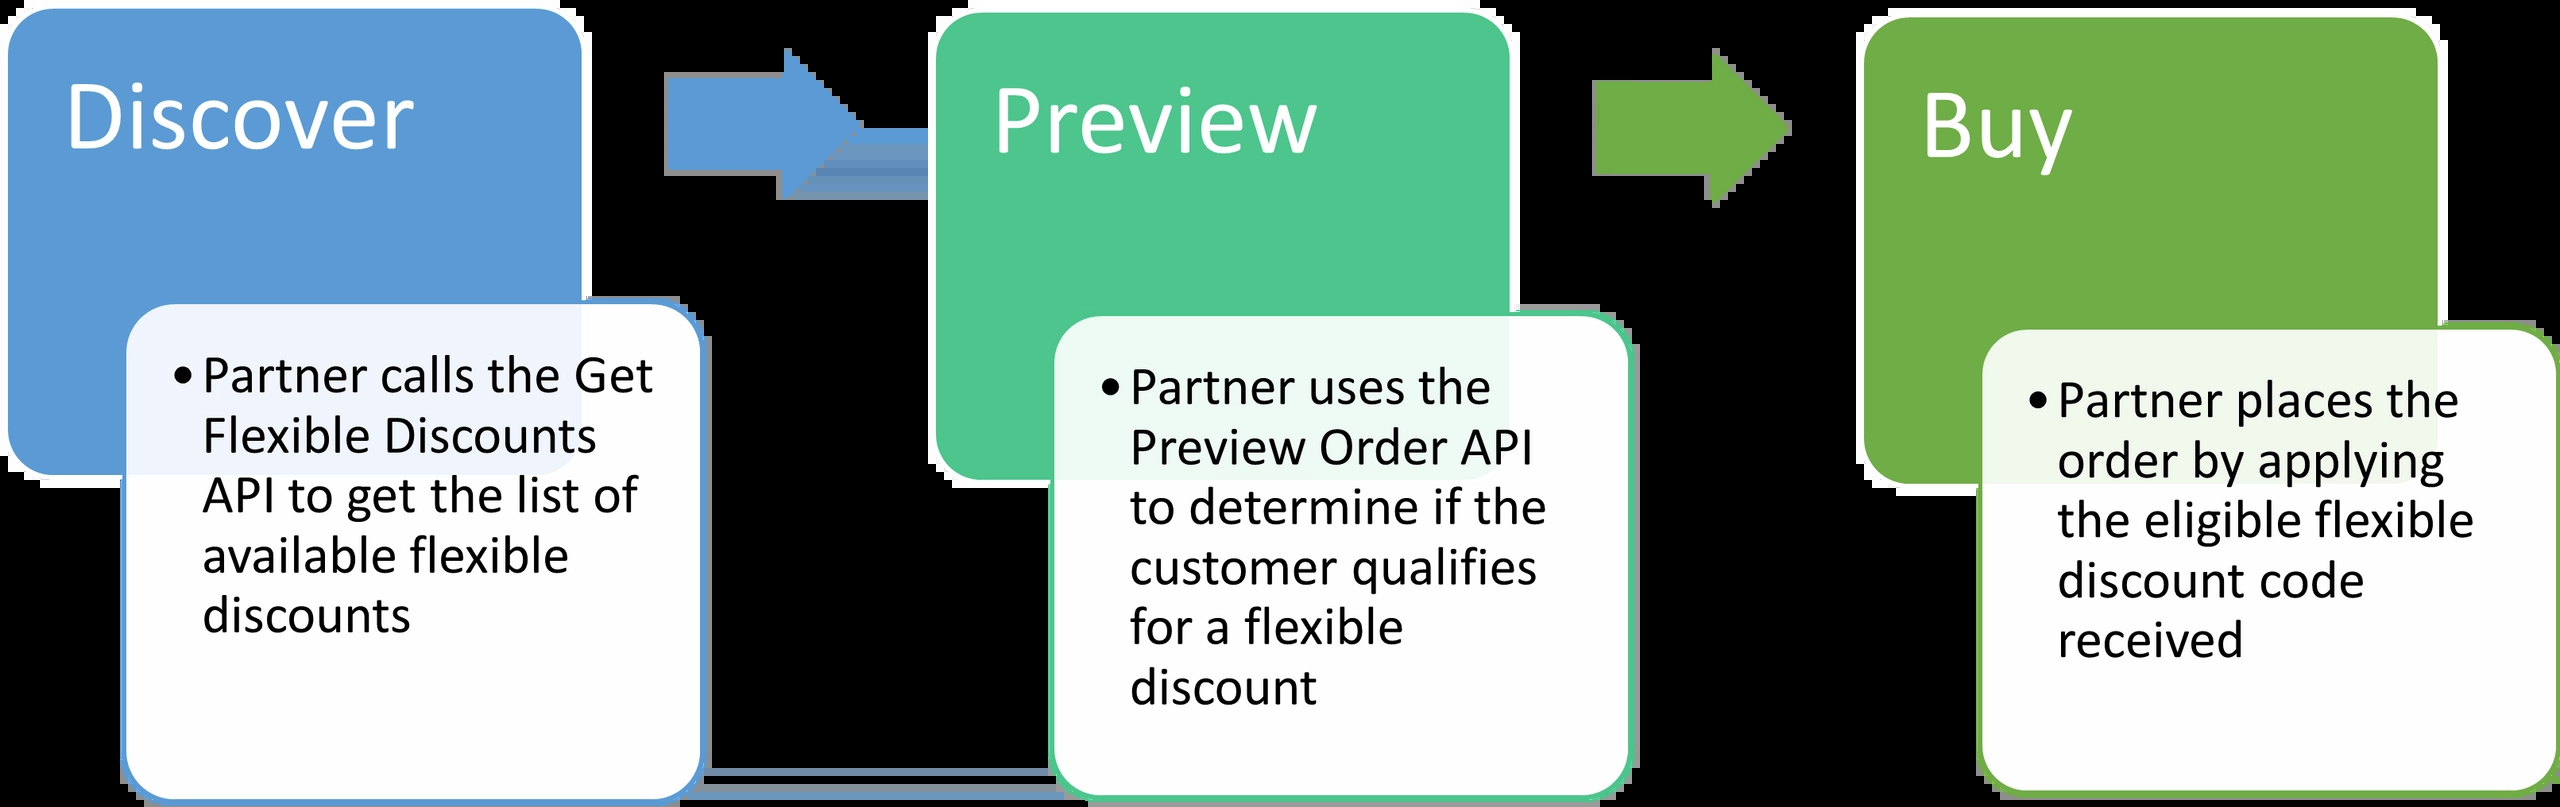 Discover
• Partner calls the Get
Flexible Discounts
API to get the list of
available flexible
discounts
Preview
• Partner uses the
Preview Order API
to determine if the
customer qualifies
for a flexible
discount
Buy
• Partner places the
order by applying
the eligible flexible
discount code
received